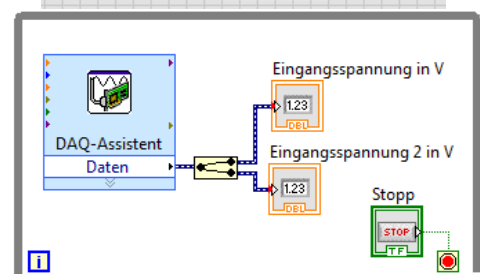 Eingangsspannung in V
1.23
DBL
DAQ-Assistent
Daten
Eingangsspannung 2 in V
1.23
DBL
Stopp
STOP
TF
i